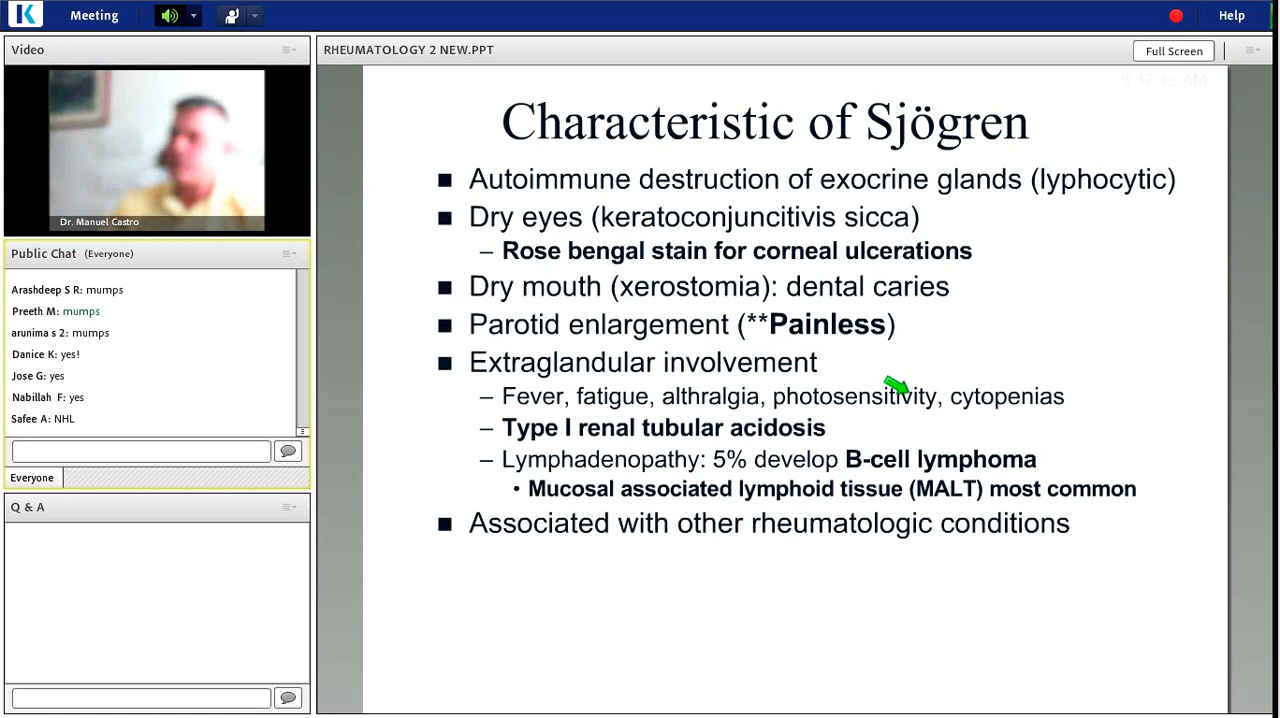 K
Meeting
Help
Video
Dr. Manuel Castro
Public Chat (Everyone)
Arashdeep S R: mumps
Preeth M: mumps
arunima s 2: mumps
Danice K: yes!
Jose G: yes
Nabillah F: yes
Safee A: NHL
Everyone
Q & A
RHEUMATOLOGY 2 NEW.PPT
Full Screen
8:37:48 AM
Characteristic of Sjögren
■ Autoimmune destruction of exocrine glands (lyphocytic)
■ Dry eyes (keratoconjuncitivis sicca)
– Rose bengal stain for corneal ulcerations
■ Dry mouth (xerostomia): dental caries
■ Parotid enlargement (**Painless)
■ Extraglandular involvement
– Fever, fatigue, althralgia, photosensitivity, cytopenias
– Type I renal tubular acidosis
– Lymphadenopathy: 5% develop B-cell lymphoma
• Mucosal associated lymphoid tissue (MALT) most common
■ Associated with other rheumatologic conditions